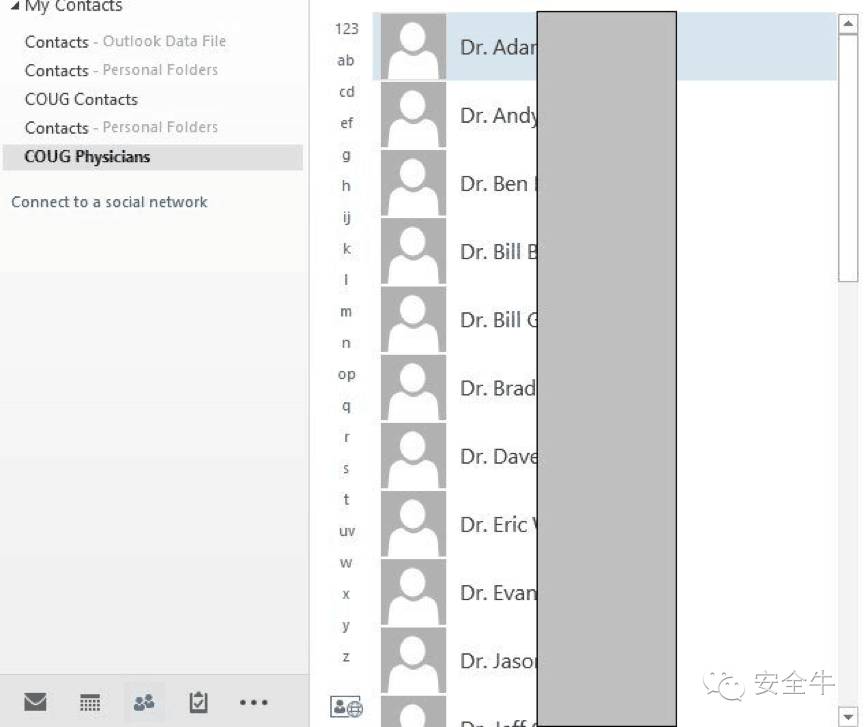 My Contacts
Contacts - Outlook Data File
Contacts - Personal Folders
COUG Contacts
Contacts - Personal Folders
COUG Physicians
Connect to a social network
123
ab
cd
ef
g
h
ij
k
l
m
n
op
q
r
s
t
uv
w
x
y
z
Dr. Adam
Dr. Andy
Dr. Ben
Dr. Bill B
Dr. Bill G
Dr. Brad
Dr. Dave
Dr. Eric
Dr. Evan
Dr. Jason
Dr. Jeff
安全牛